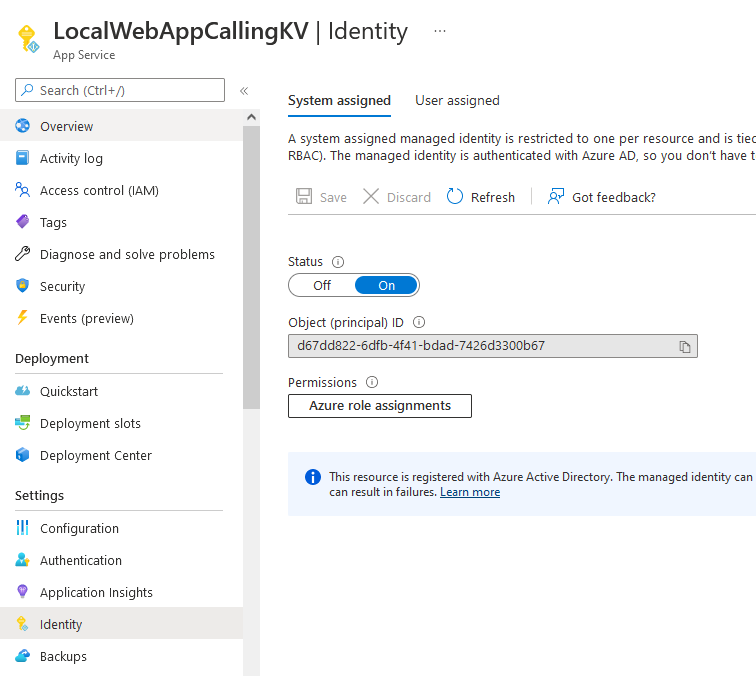 LocalWebAppCallingKV | Identity ...
App Service
Search (Ctrl+/)
«
Overview
Activity log
Access control (IAM)
Tags
Diagnose and solve problems
Security
Events (preview)
Deployment
Quickstart
Deployment slots
Deployment Center
Settings
Configuration
Authentication
Application Insights
Identity
Backups
System assigned User assigned
A system assigned managed identity is restricted to one per resource and is tied
RBAC). The managed identity is authenticated with Azure AD, so you don't have t
Save Discard Refresh Got feedback?
Status
Off On
Object (principal) ID
d67dd822-6dfb-4f41-bdad-7426d3300b67
Permissions
Azure role assignments
This resource is registered with Azure Active Directory. The managed identity can
can result in failures. Learn more